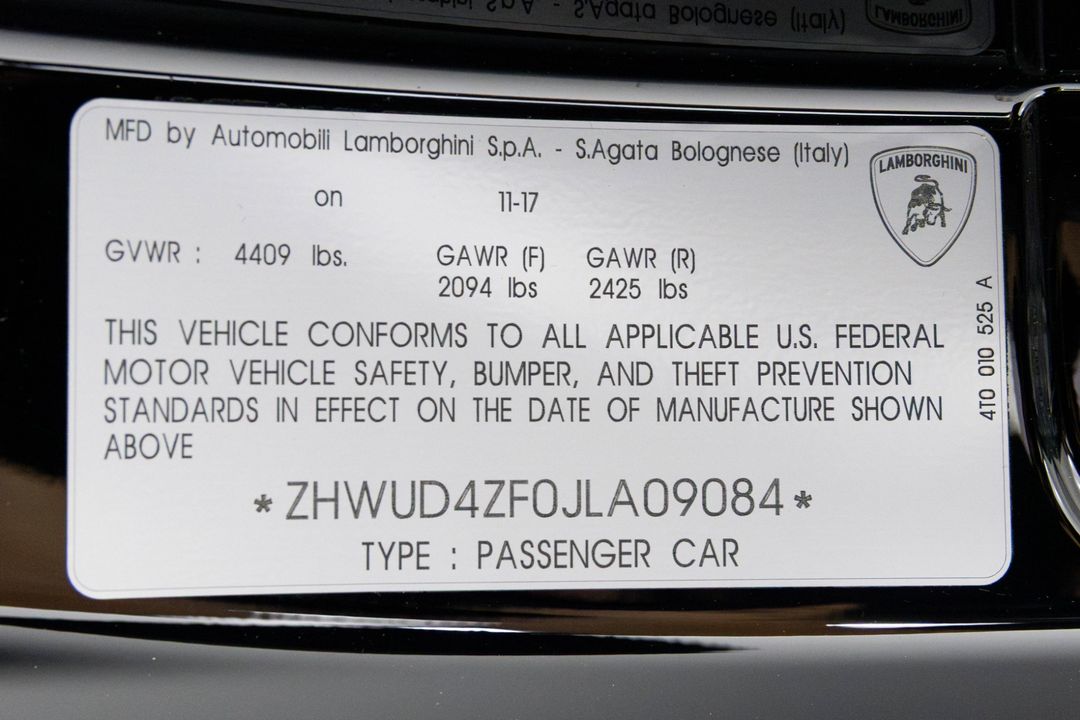 MFD by Automobili Lamborghini S.p.A. - S.Agata Bolognese (Italy)
LAMBORGHINI
on 11-17
GVWR : 4409 lbs. GAWR (F) GAWR (R)
2094 lbs 2425 lbs
THIS VEHICLE CONFORMS TO ALL APPLICABLE U.S. FEDERAL
MOTOR VEHICLE SAFETY, BUMPER, AND THEFT PREVENTION
STANDARDS IN EFFECT ON THE DATE OF MANUFACTURE SHOWN
ABOVE
*ZHWUD4ZF0JLA09084*
TYPE : PASSENGER CAR
4T0 010 525 A